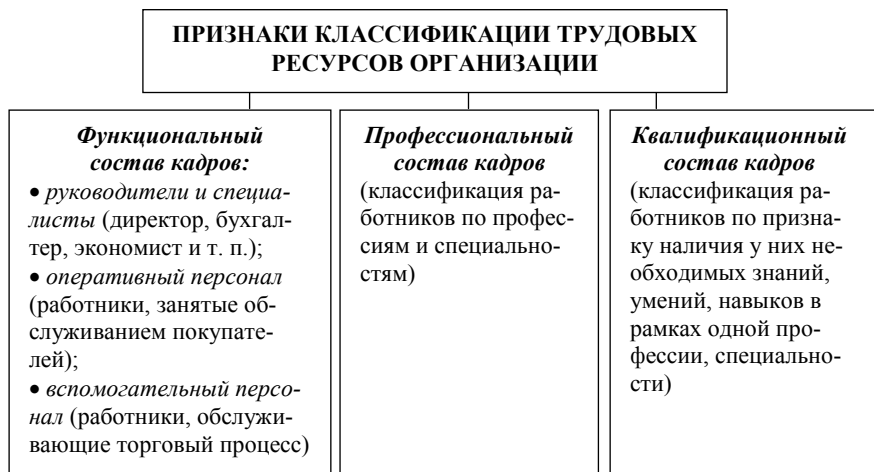 ПРИЗНАКИ КЛАССИФИКАЦИИ ТРУДОВЫХ
РЕСУРСОВ ОРГАНИЗАЦИИ
Функциональный
состав кадров:
• руководители и специа-
листы (директор, бухгал-
тер, экономист и т. п.);
• оперативный персонал
(работники, занятые об-
служиванием покупате-
лей);
• вспомогательный персо-
нал (работники, обслужи-
вающие торговый процесс)
Профессиональный
состав кадров
(классификация ра-
ботников по профес-
сиям и специально-
стям)
Квалификационный
состав кадров
(классификация
работников по призна-
ку наличия у них не-
обходимых знаний,
умений, навыков в
рамках одной про-
фессии, специально-
сти)